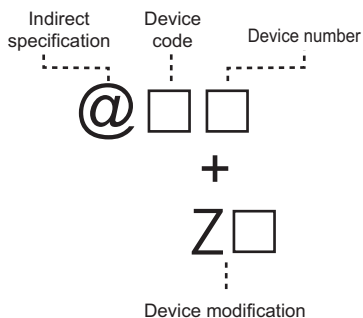 Indirect
specification
Device
code
Device number
@□□
+
Z□
Device modification